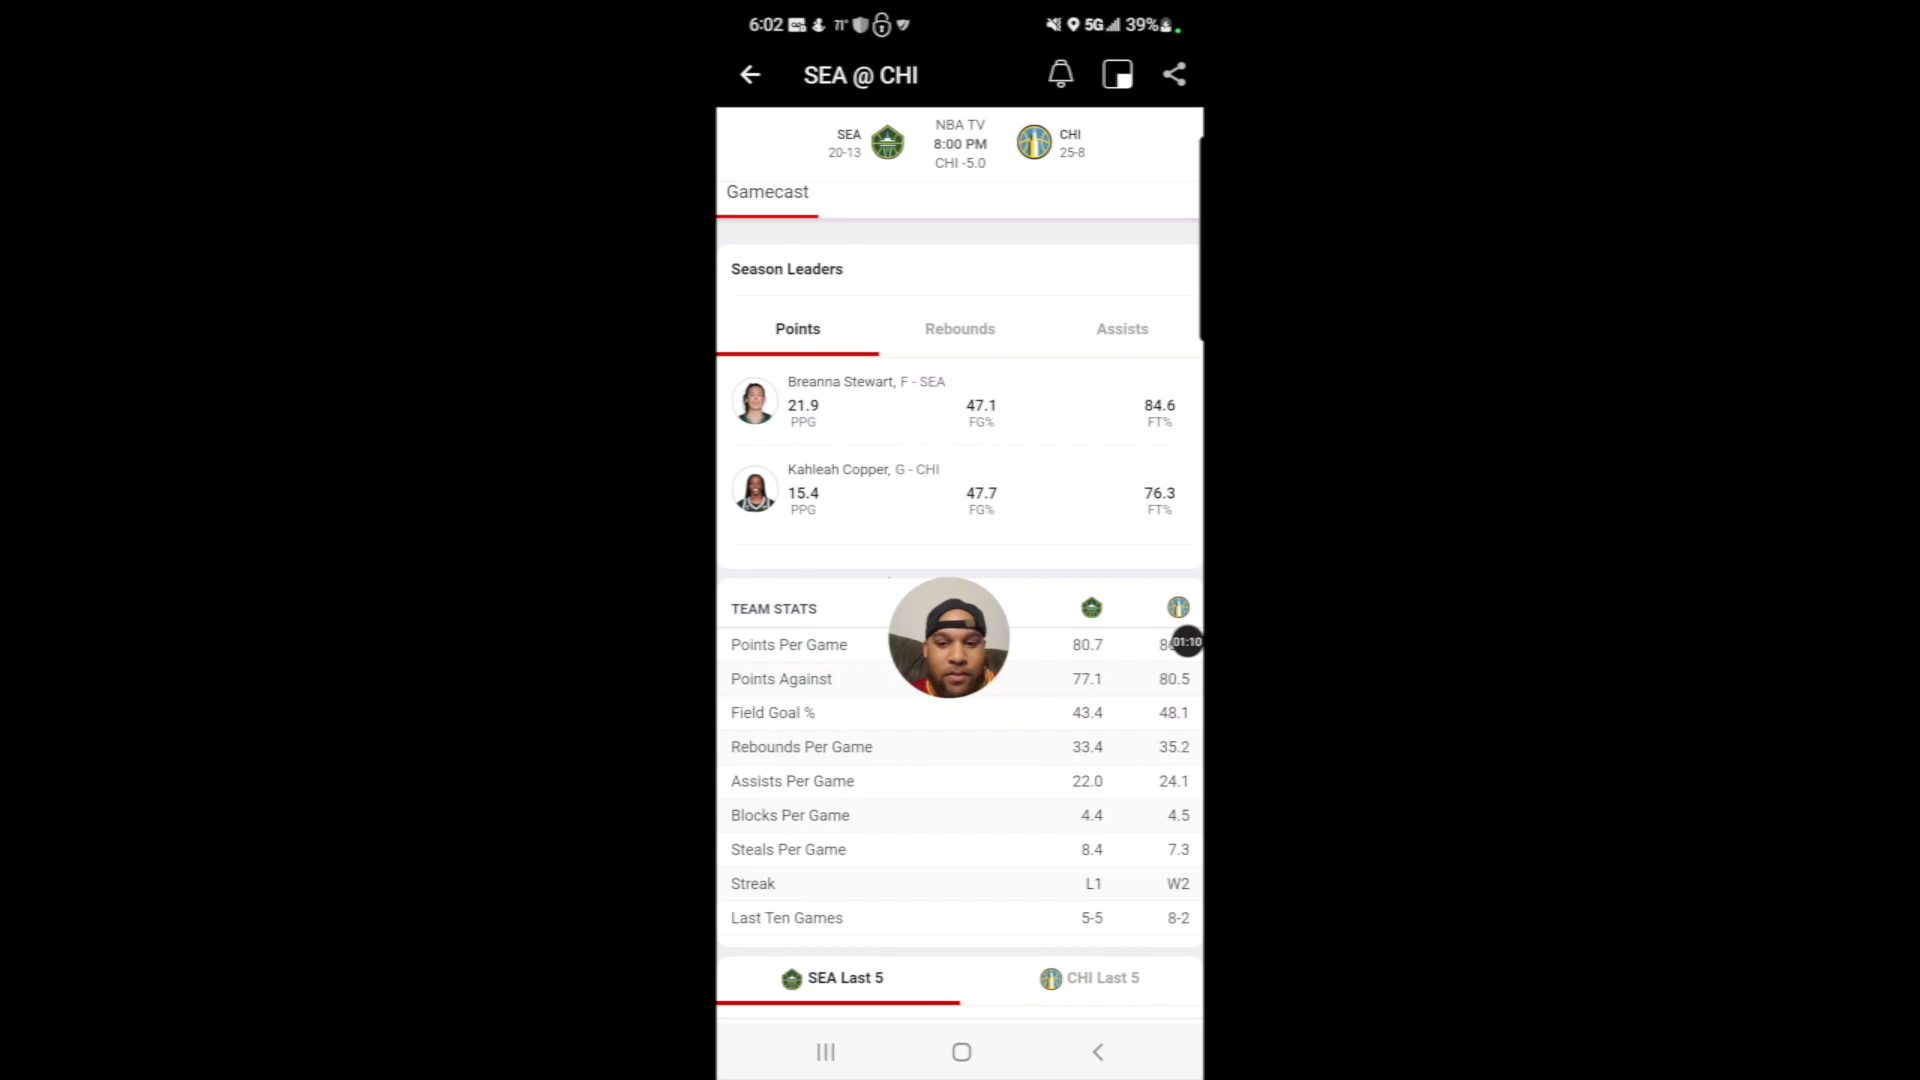 6:02 71° 5G 39%
SEA @ CHI
NBA TV
SEA CHI
8:00 PM
20-13 25-8
CHI -5.0
Gamecast
Season Leaders
Points Rebounds Assists
Breanna Stewart, F - SEA
21.9 47.1 84.6
PPG FG% FT%
Kahleah Copper, G - CHI
15.4 47.7 76.3
PPG FG% FT%
TEAM STATS
Points Per Game 80.7 01:10
Points Against 77.1 80.5
Field Goal % 43.4 48.1
Rebounds Per Game 33.4 35.2
Assists Per Game 22.0 24.1
Blocks Per Game 4.4 4.5
Steals Per Game 8.4 7.3
Streak L1 W2
Last Ten Games 5-5 8-2
SEA Last 5 CHI Last 5